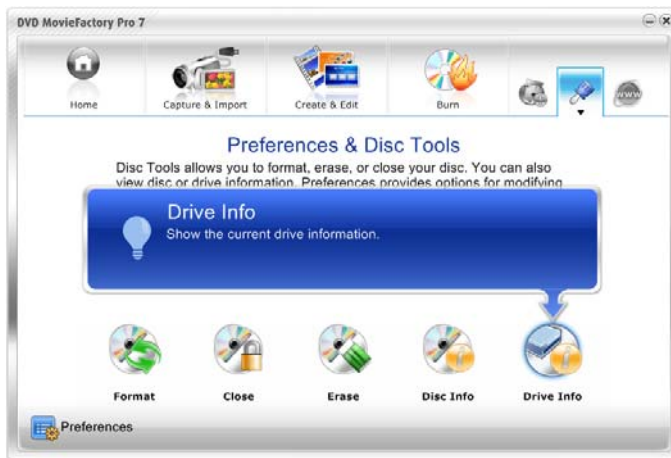 DVD MovieFactory Pro 7
Home
Capture & Import
Create & Edit
Burn
WWW
Preferences & Disc Tools
Disc Tools allows you to format, erase, or close your disc. You can also
view disc or drive information. Preferences provides options for modifying
Drive Info
Show the current drive information.
Format
Close
Erase
Disc Info
Drive Info
Preferences